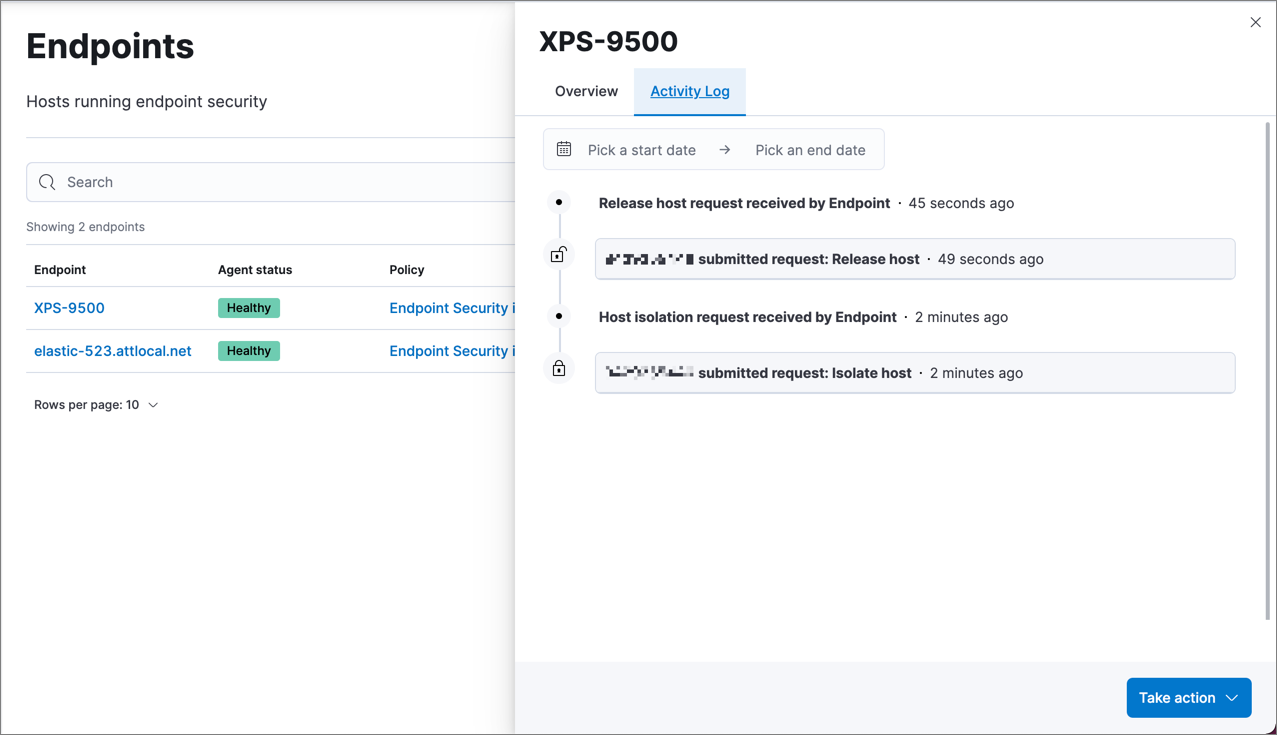 Endpoints
Hosts running endpoint security
Search
Showing 2 endpoints
Endpoint Agent status Policy
XPS-9500 Healthy Endpoint Security i
elastic-523.attlocal.net Healthy Endpoint Security i
Rows per page: 10
XPS-9500
Overview Activity Log
Pick a start date → Pick an end date
Release host request received by Endpoint · 45 seconds ago
submitted request: Release host · 49 seconds ago
Host isolation request received by Endpoint · 2 minutes ago
submitted request: Isolate host · 2 minutes ago
Take action